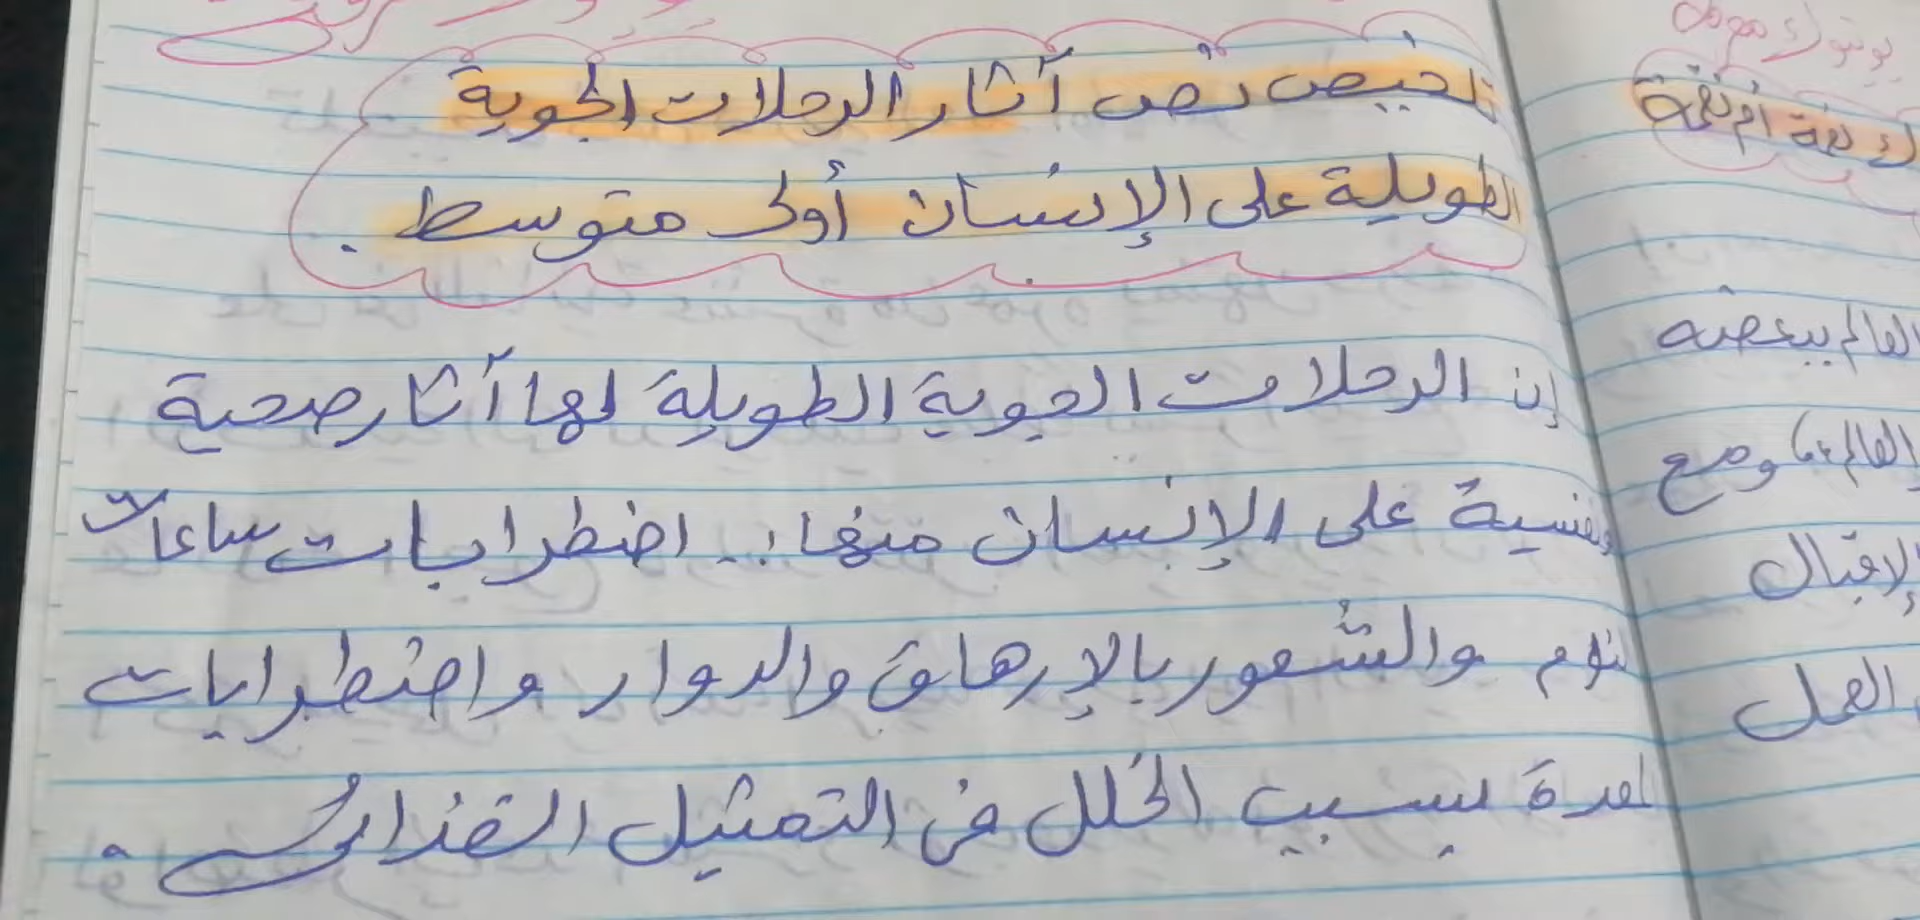 تلخيص نص آثار الرحلات الجوية
الطويلة على الإنسان أولى متوسط .
إن الرحلات الجوية الطويلة لها آثار صحية
ونفسية على الإنسان منها : اضطرابات ساعات
النوم والشعور بالإرهاق والدوار واضطرابات
المعدة بسبب الخلل في التمثيل الغذائي و
العالم ببعضه
العالم، ومع
الإقبال
العمل